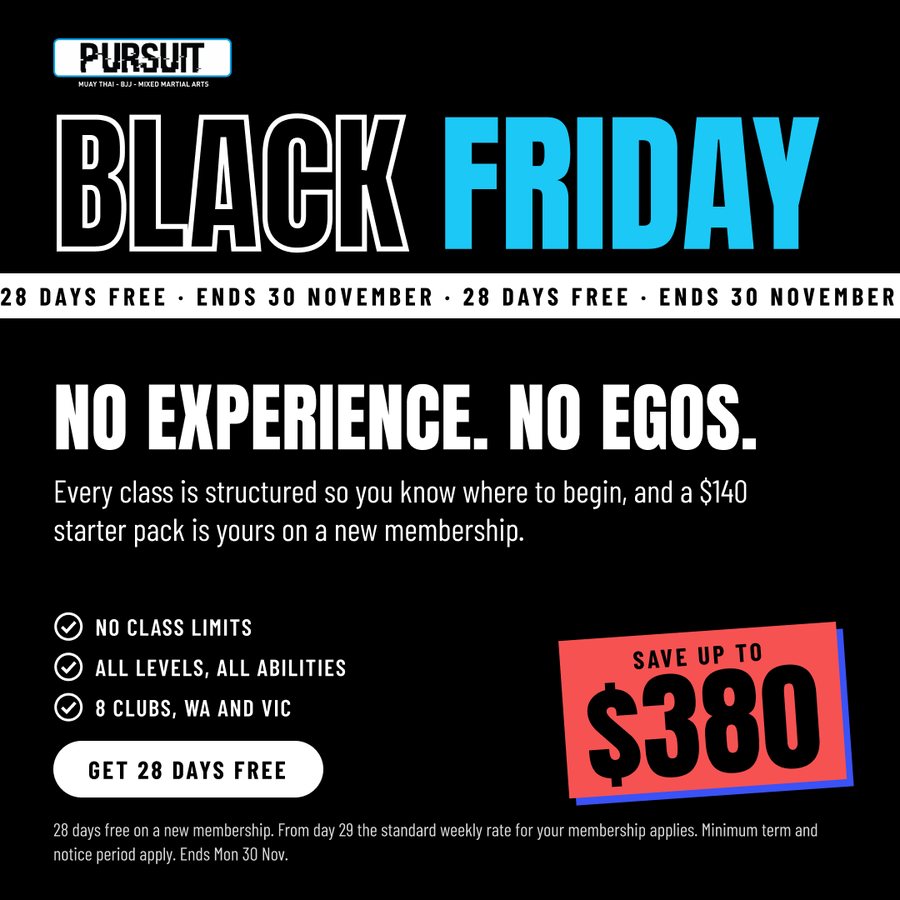 PURSUIT
MUAY THAI - BJJ - MIXED MARTIAL ARTS
BLACK FRIDAY
28 DAYS FREE · ENDS 30 NOVEMBER · 28 DAYS FREE · ENDS 30 NOVEMBER
NO EXPERIENCE. NO EGOS.
Every class is structured so you know where to begin, and a $140
starter pack is yours on a new membership.
NO CLASS LIMITS
ALL LEVELS, ALL ABILITIES
8 CLUBS, WA AND VIC
GET 28 DAYS FREE
SAVE UP TO
$380
28 days free on a new membership. From day 29 the standard weekly rate for your membership applies. Minimum term and
notice period apply. Ends Mon 30 Nov.